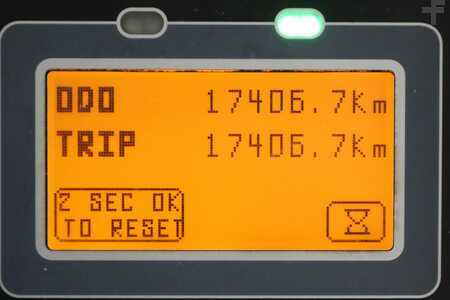 ODO 17406.7Km
TRIP 17406.7Km
2 SEC OK
TO RESET